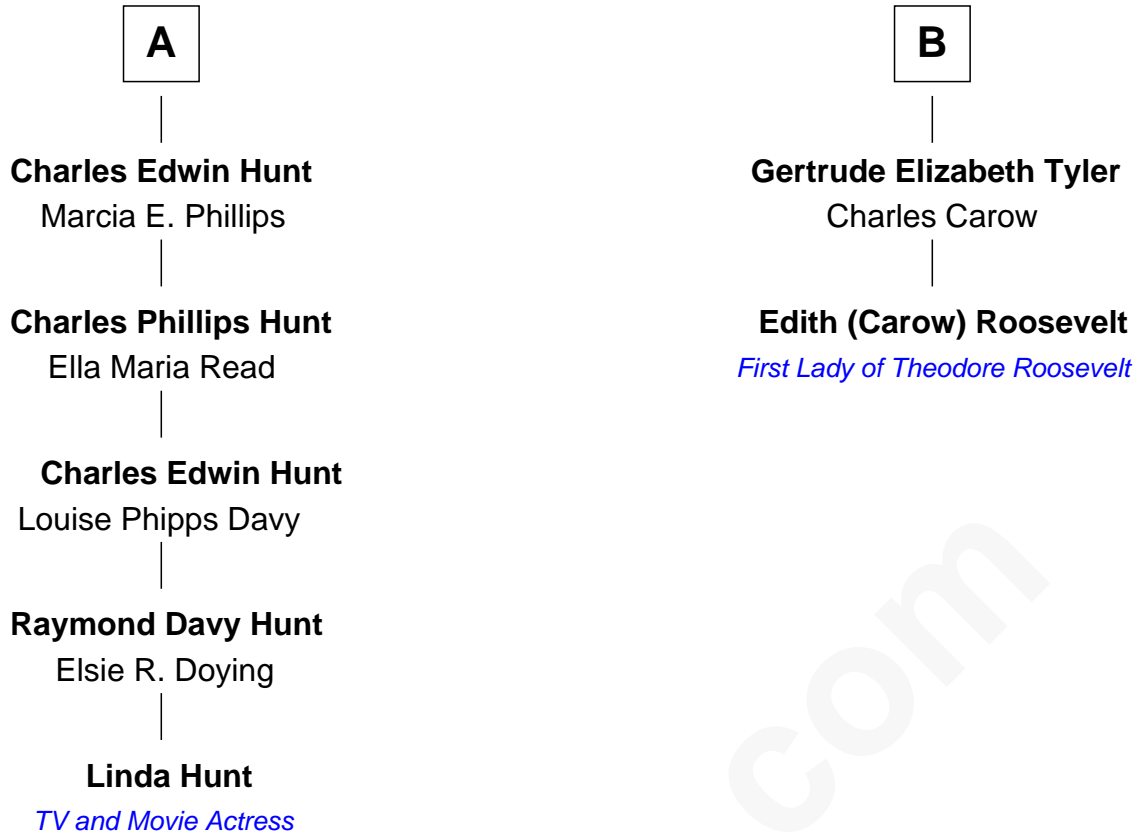 A
Charles Edwin Hunt
Marcia E. Phillips
Charles Phillips Hunt
Ella Maria Read
Charles Edwin Hunt
Louise Phipps Davy
Raymond Davy Hunt
Elsie R. Doying
Linda Hunt
TV and Movie Actress
B
Gertrude Elizabeth Tyler
Charles Carow
Edith (Carow) Roosevelt
First Lady of Theodore Roosevelt
com